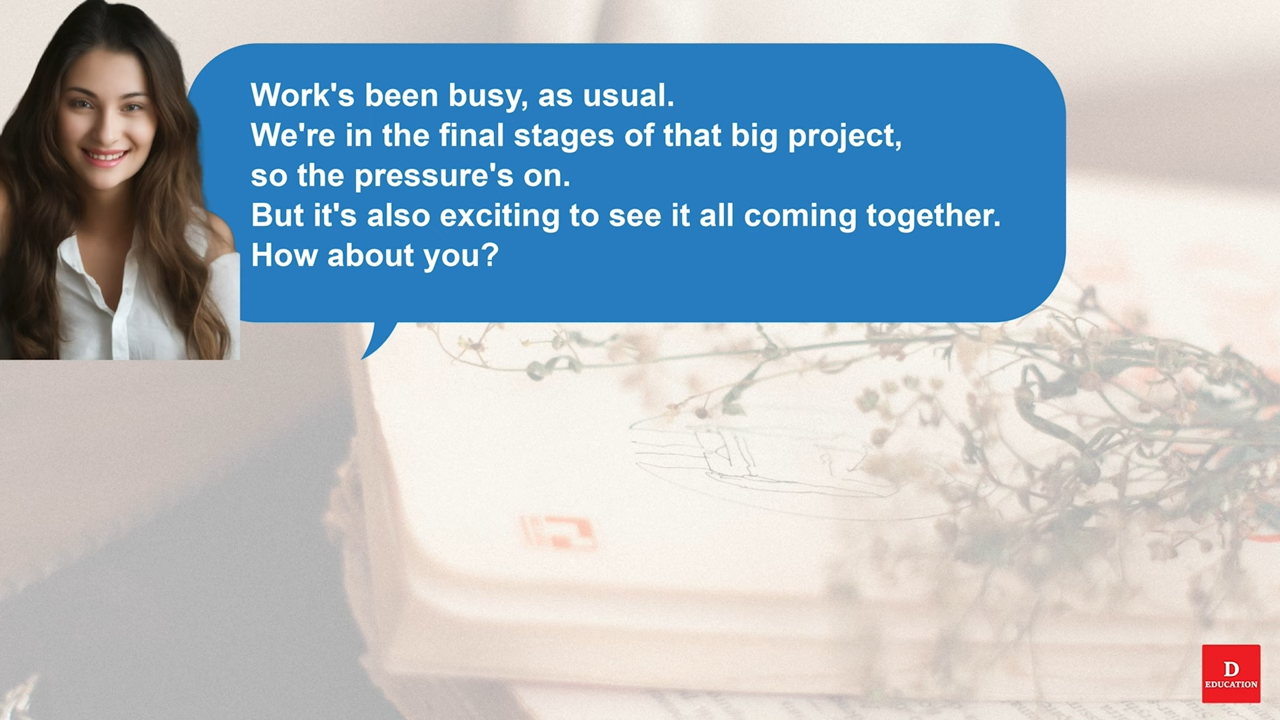 Work's been busy, as usual.
We're in the final stages of that big project,
so the pressure's on.
But it's also exciting to see it all coming together.
How about you?
D
EDUCATION